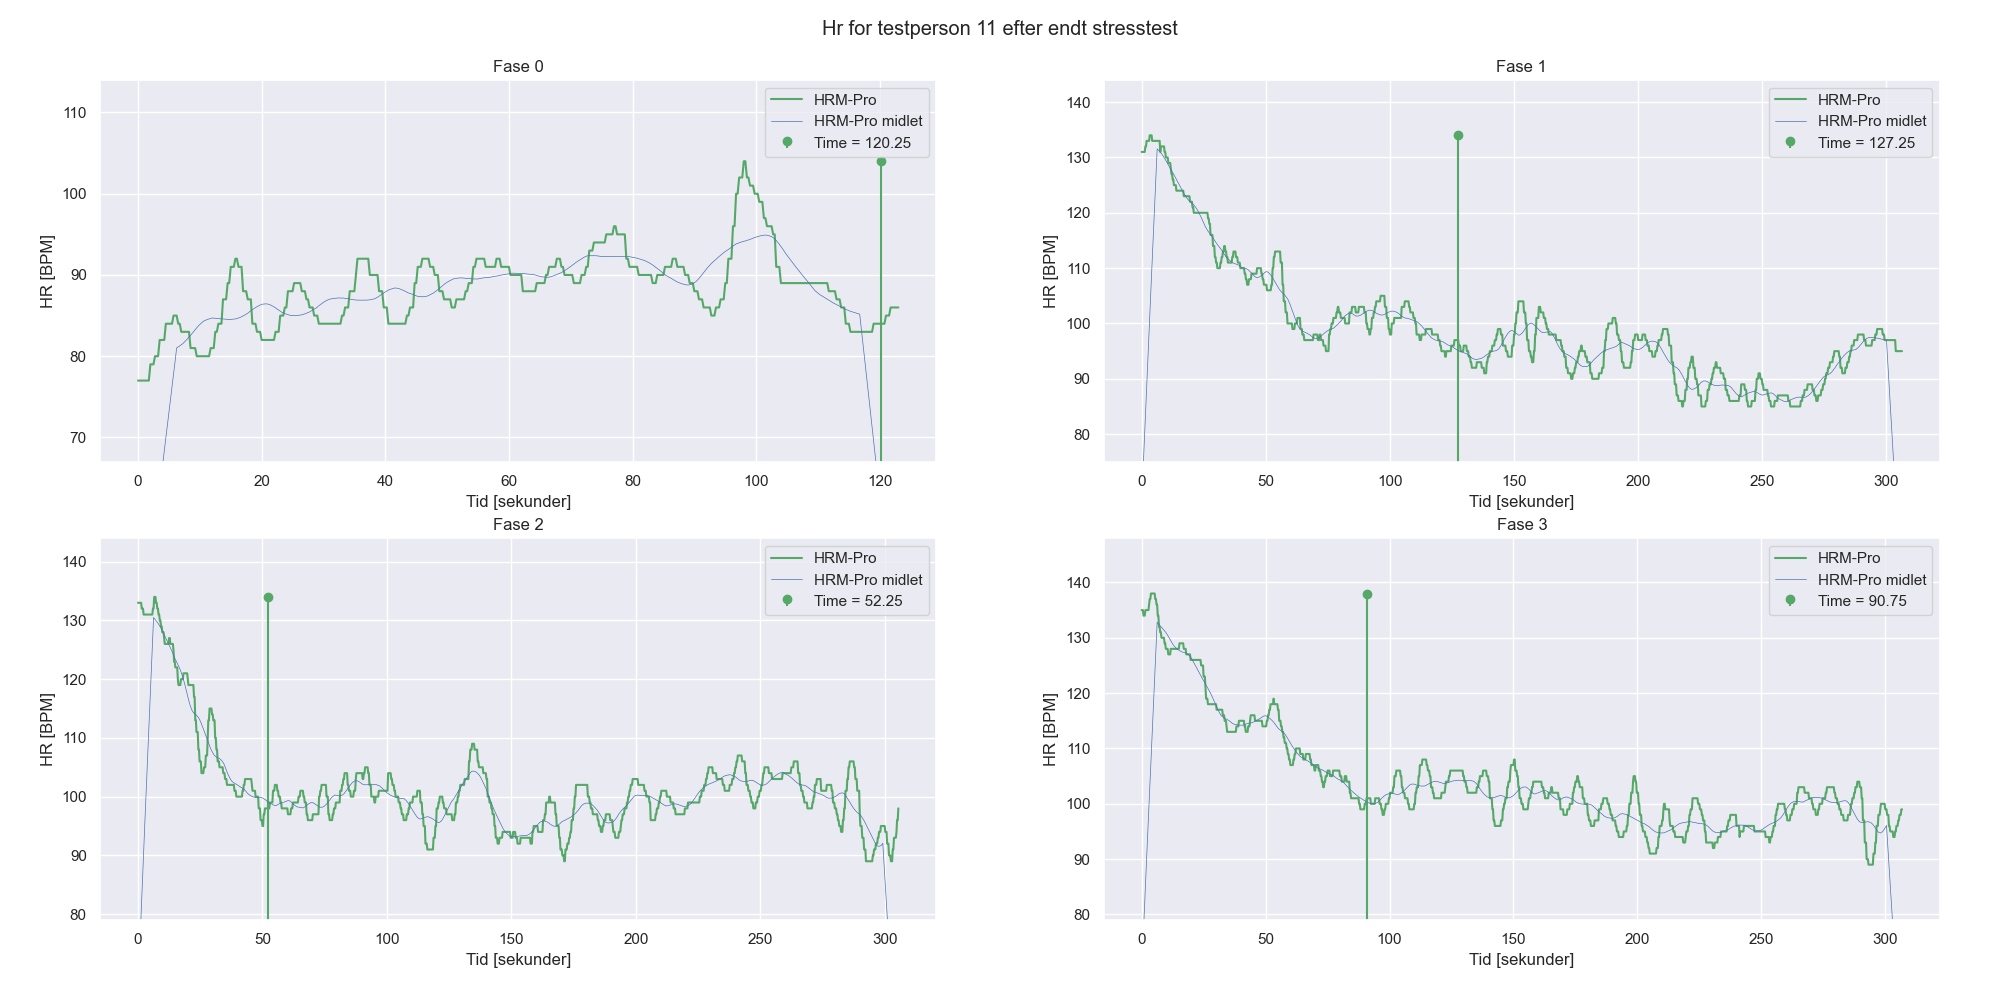 Hr for testperson 11 efter endt stresstest
Fase 0
HRM-Pro
HRM-Pro midlet
Time = 120.25
110
100
90
80
70
HR [BPM]
0 20 40 60 80 100 120
Tid [sekunder]
Fase 1
HRM-Pro
HRM-Pro midlet
Time = 127.25
140
130
120
110
100
90
80
HR [BPM]
0 50 100 150 200 250 300
Tid [sekunder]
Fase 2
HRM-Pro
HRM-Pro midlet
Time = 52.25
140
130
120
110
100
90
80
HR [BPM]
0 50 100 150 200 250 300
Tid [sekunder]
Fase 3
HRM-Pro
HRM-Pro midlet
Time = 90.75
140
130
120
110
100
90
80
HR [BPM]
0 50 100 150 200 250 300
Tid [sekunder]